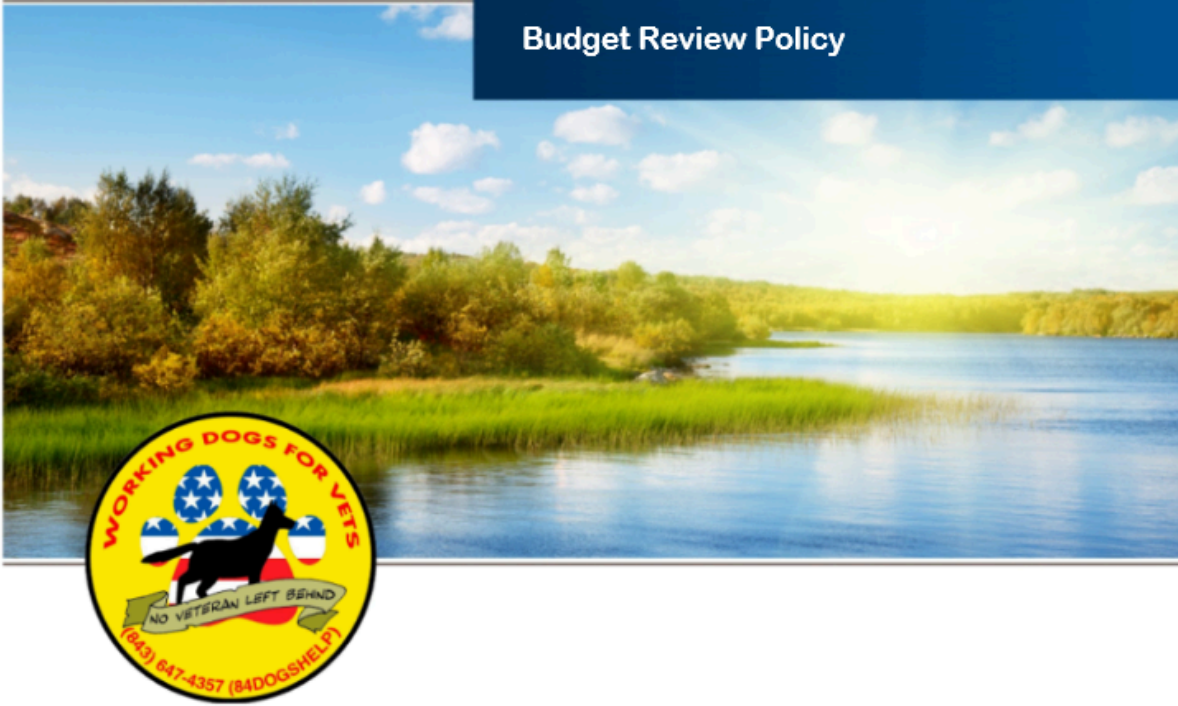 Budget Review Policy
WORKING DOGS FOR VETS
NO VETERAN LEFT BEHIND
(843) 647-4357 (84DOGSHELP)